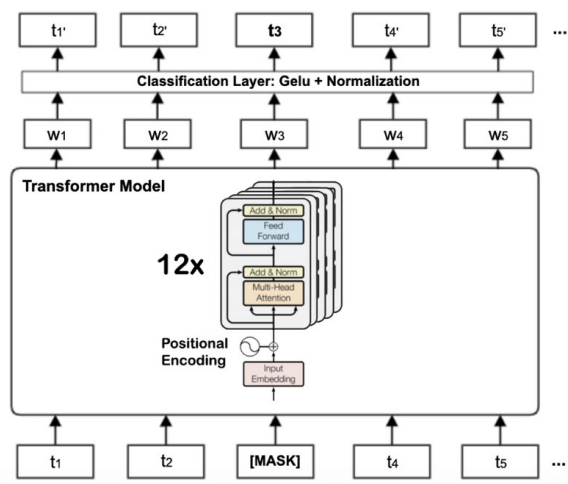 t1' t2' t3 t4' t5' ...
Classification Layer: Gelu + Normalization
W1 W2 W3 W4 W5
Transformer Model
Add & Norm
Feed
Forward
12x
Add & Norm
Multi-Head
Attention
Positional
Encoding
Input
Embedding
t1 t2 [MASK] t4 t5 ...